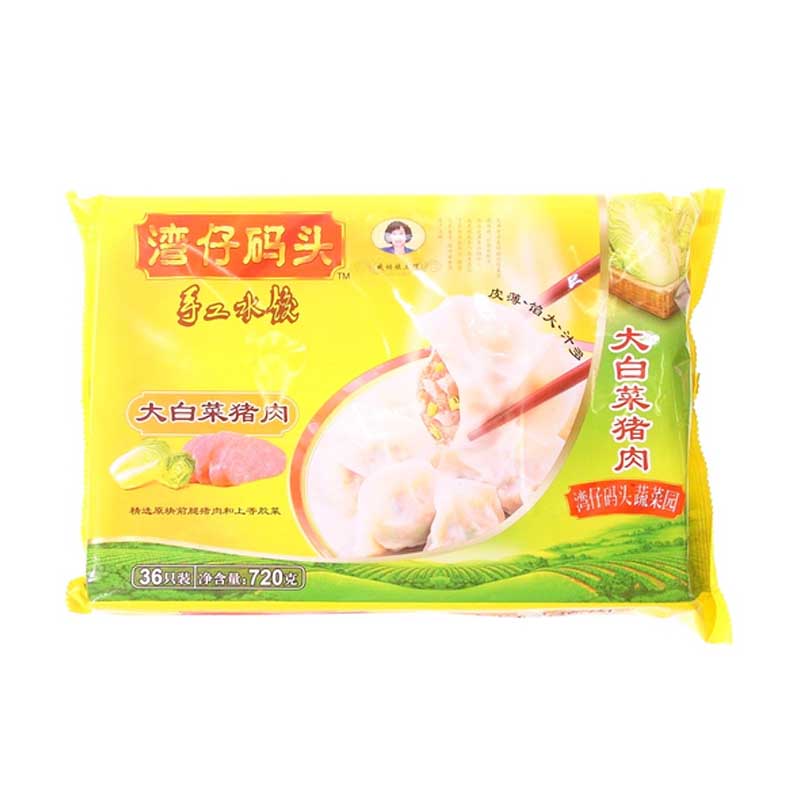 湾仔码头
TM
手工水饺
皮薄·馅大·汁多
大白菜猪肉
大白菜猪肉
湾仔码头蔬菜园
精选原块前腿猪肉和上等胶菜
36只装 净含量:720克